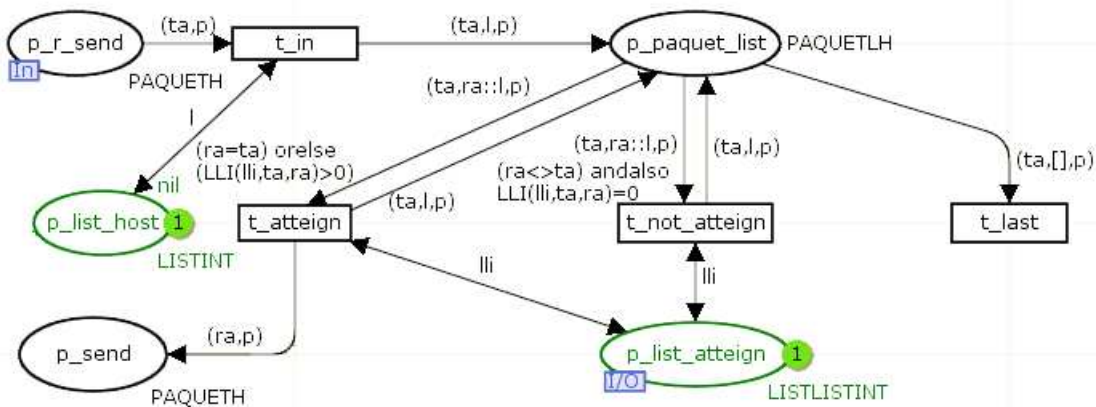 (ta,p)
(ta,l,p)
p_r_send
t_in
p_paquet_list
PAQUETLH
In
PAQUETH
(ta,ra::l,p)
l
(ta,ra::l,p)
(ta,l,p)
(ra=ta) orelse
(LLI(lli,ta,ra)>0)
(ra<>ta) andalso
LLI(lli,ta,ra)=0
(ta,[],p)
nil
(ta,l,p)
p_list_host
1
t_atteign
t_not_atteign
t_last
LISTINT
lli
lli
(ra,p)
p_send
p_list_atteign
1
I/O
PAQUETH
LISTLISTINT